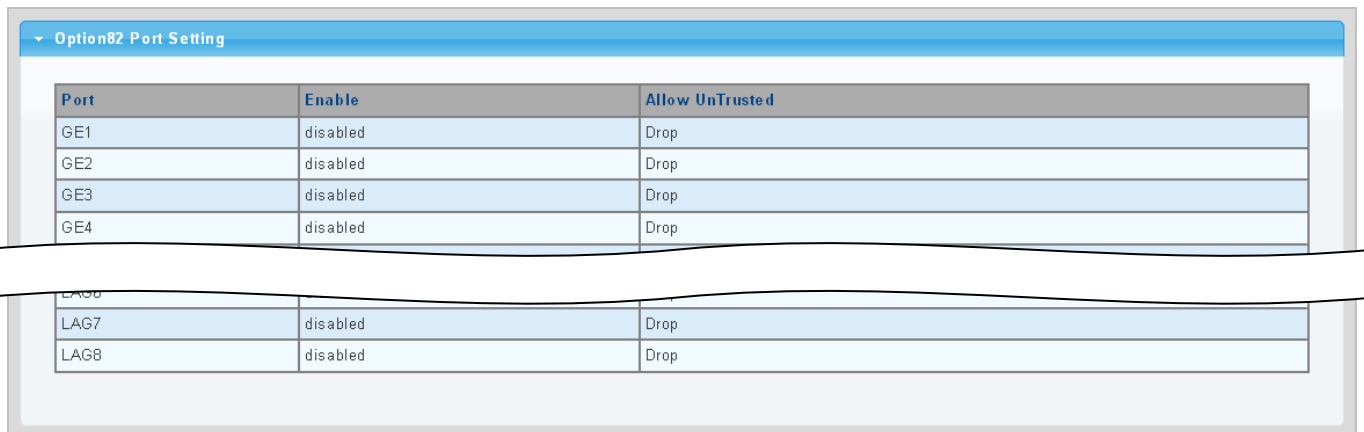 Option82 Port Setting
Port Enable Allow UnTrusted
GE1 disabled Drop
GE2 disabled Drop
GE3 disabled Drop
GE4 disabled Drop
LAG7 disabled Drop
LAG8 disabled Drop